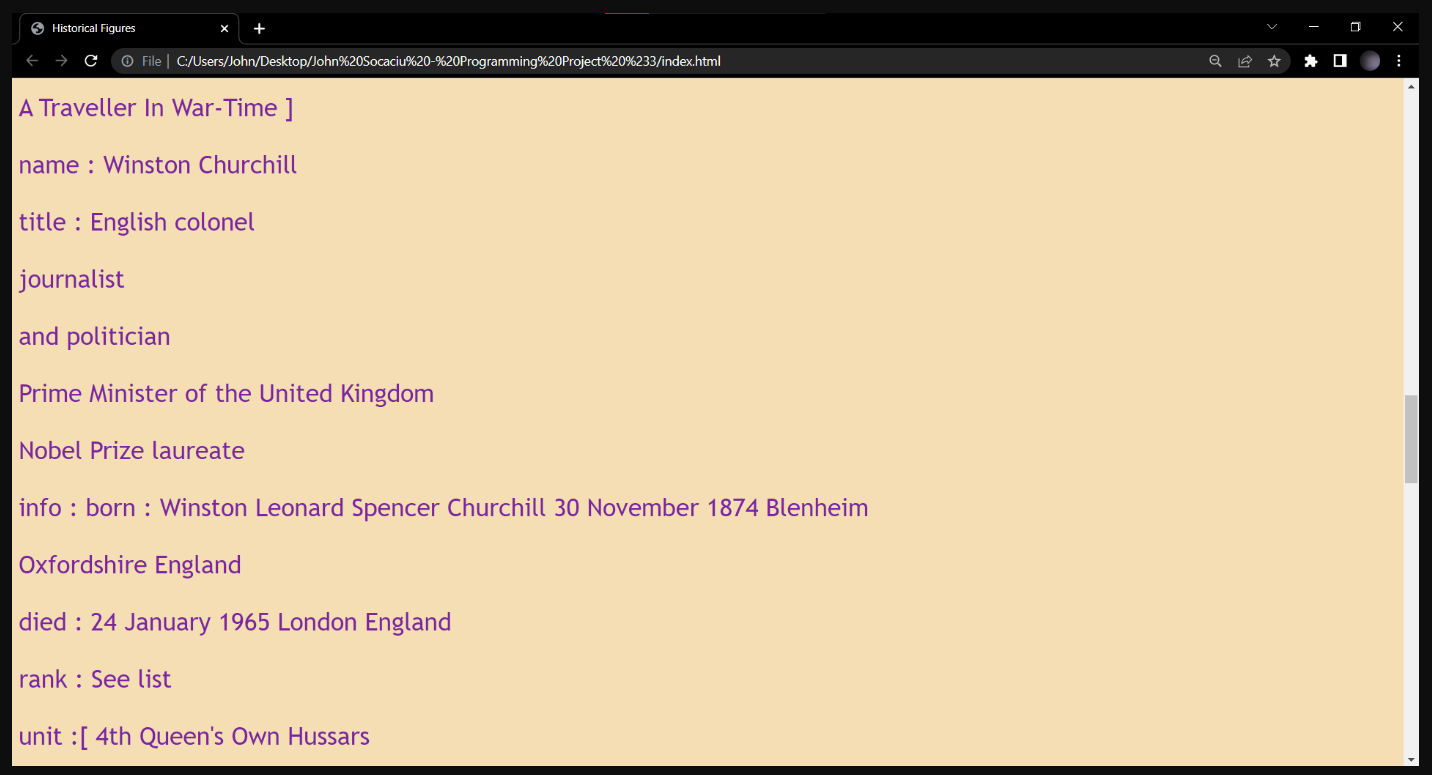 Historical Figures
File | C:/Users/John/Desktop/John%20Socaciu%20-%20Programming%20Project%20%233/index.html
A Traveller In War-Time ]
name : Winston Churchill
title : English colonel
journalist
and politician
Prime Minister of the United Kingdom
Nobel Prize laureate
info : born : Winston Leonard Spencer Churchill 30 November 1874 Blenheim
Oxfordshire England
died : 24 January 1965 London England
rank : See list
unit :[ 4th Queen's Own Hussars